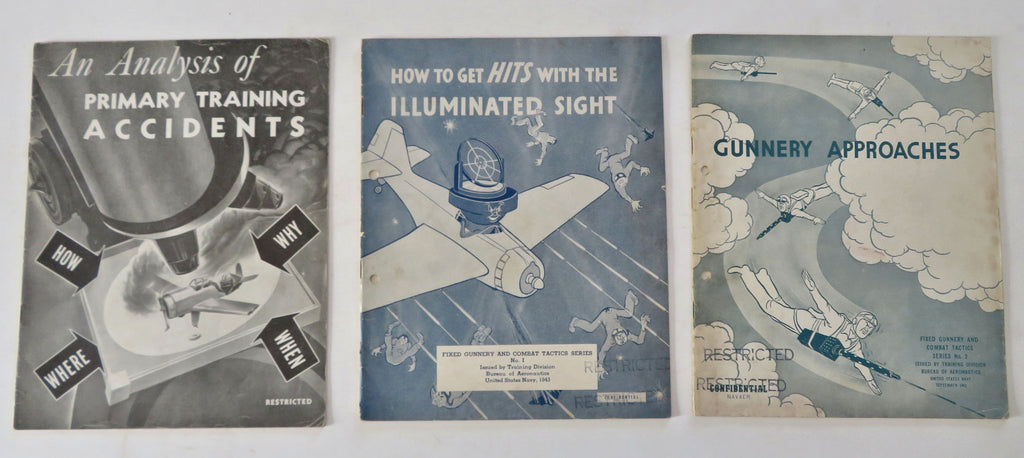 An Analysis of
PRIMARY TRAINING
ACCIDENTS
HOW
WHY
WHERE
WHEN
RESTRICTED
HOW TO GET HITS WITH THE
ILLUMINATED SIGHT
FIXED GUNNERY AND COMBAT TACTICS SERIES
No. 1
Issued by Training Division
Bureau of Aeronautics
United States Navy, 1943
RESTRICTED
RESTRICTED
CONFIDENTIAL
GUNNERY APPROACHES
FIXED GUNNERY AND
COMBAT TACTICS
SERIES No. 2
ISSUED BY TRAINING DIVISION
BUREAU OF AERONAUTICS
UNITED STATES NAVY
SEPTEMBER
RESTRICTED
RESTRICTED
CONFIDENTIAL
NAVAER